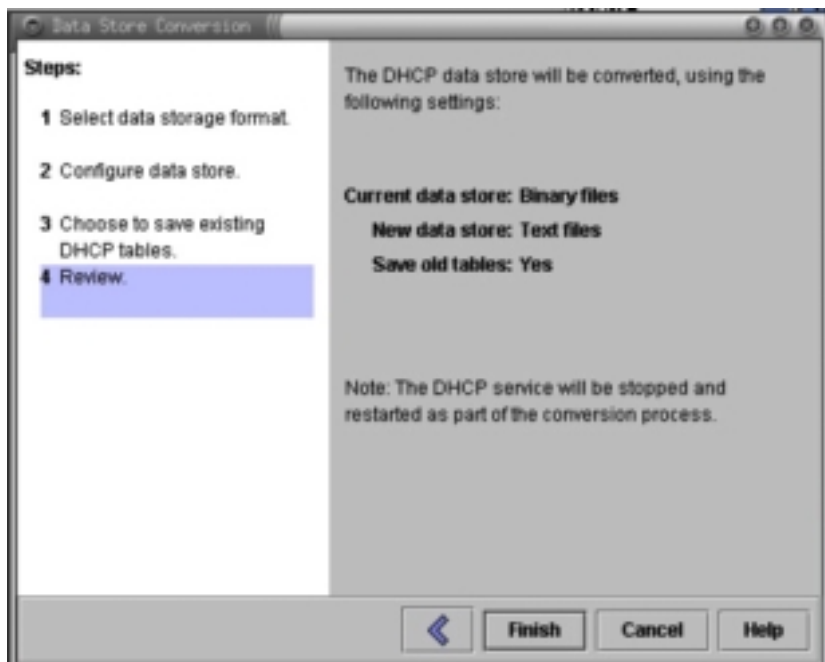 Data Store Conversion
Steps:
1 Select data storage format.
2 Configure data store.
3 Choose to save existing
DHCP tables.
4 Review.
The DHCP data store will be converted, using the
following settings:
Current data store: Binary files
New data store: Text files
Save old tables: Yes
Note: The DHCP service will be stopped and
restarted as part of the conversion process.
Finish
Cancel
Help